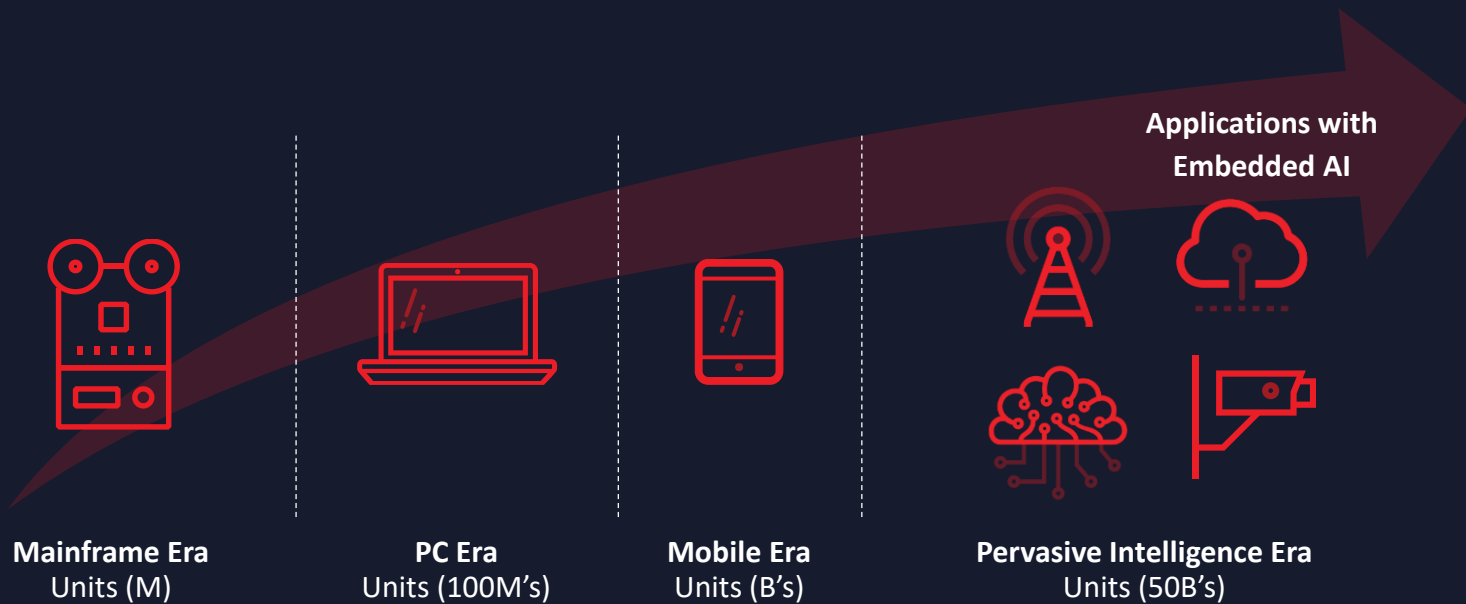 Applications with
Embedded AI
Mainframe Era
Units (M)
PC Era
Units (100M’s)
Mobile Era
Units (B’s)
Pervasive Intelligence Era
Units (50B’s)